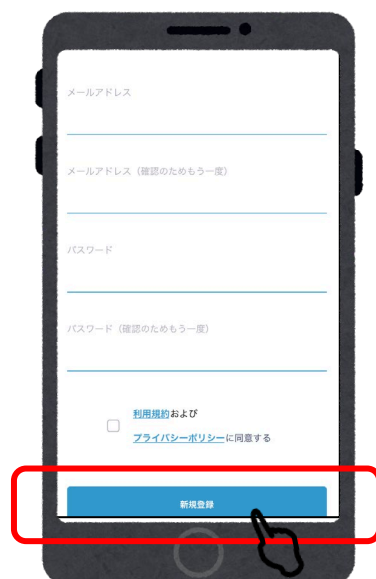 メールアドレス
メールアドレス（確認のためもう一度）
パスワード
パスワード（確認のためもう一度）
利用規約および
プライバシーポリシーに同意する
新規登録